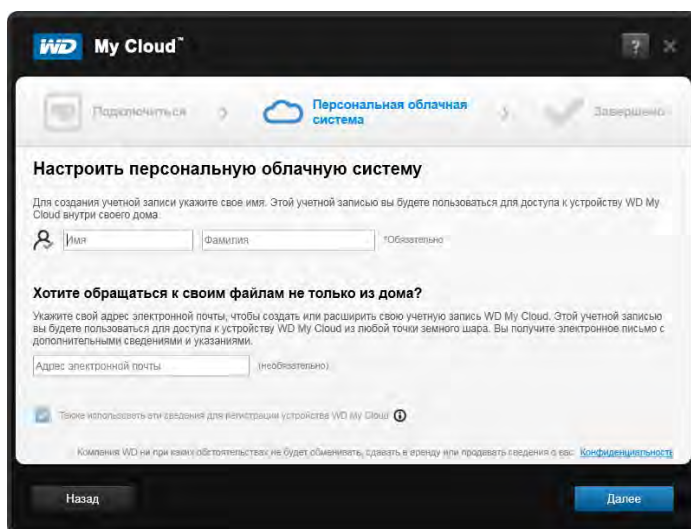 WD My Cloud™ ? ×
Подключиться > Персональная облачная система > Завершено
Настроить персональную облачную систему
Для создания учетной записи укажите свое имя. Этой учетной записью вы будете пользоваться для доступа к устройству WD My
Cloud внутри своего дома.
Имя Фамилия *Обязательно
Хотите обращаться к своим файлам не только из дома?
Укажите свой адрес электронной почты, чтобы создать или расширить свою учетную запись WD My Cloud. Этой учетной записью
вы будете пользоваться для доступа к устройству WD My Cloud из любой точки земного шара. Вы получите электронное письмо с
дополнительными сведениями и указаниями.
Адрес электронной почты (необязательно)
Также использовать эти сведения для регистрации устройства WD My Cloud
Компания WD ни при каких обстоятельствах не будет обменивать, сдавать в аренду или продавать сведения о вас. Конфиденциальность
Назад Далее